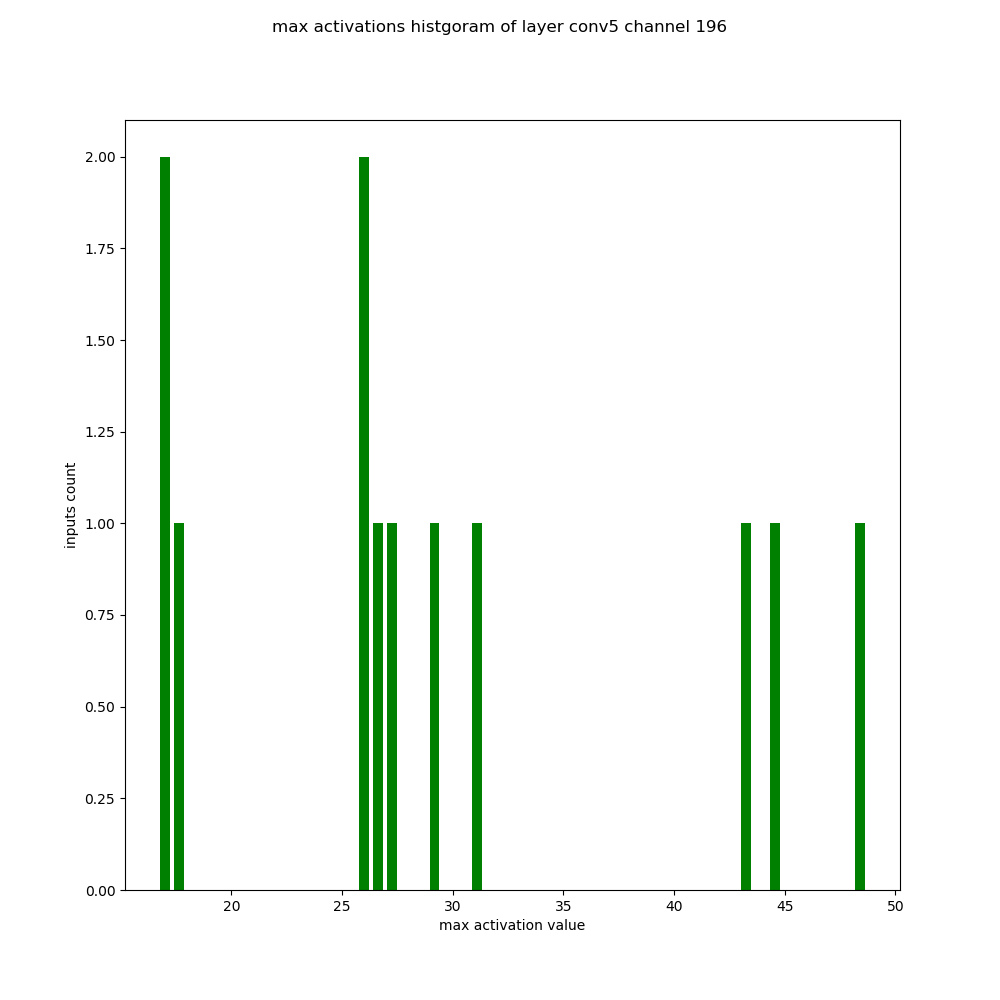 max activations histgoram of layer conv5 channel 196
2.00
1.75
1.50
1.25
1.00
0.75
0.50
0.25
0.00
inputs count
20 25 30 35 40 45 50
max activation value